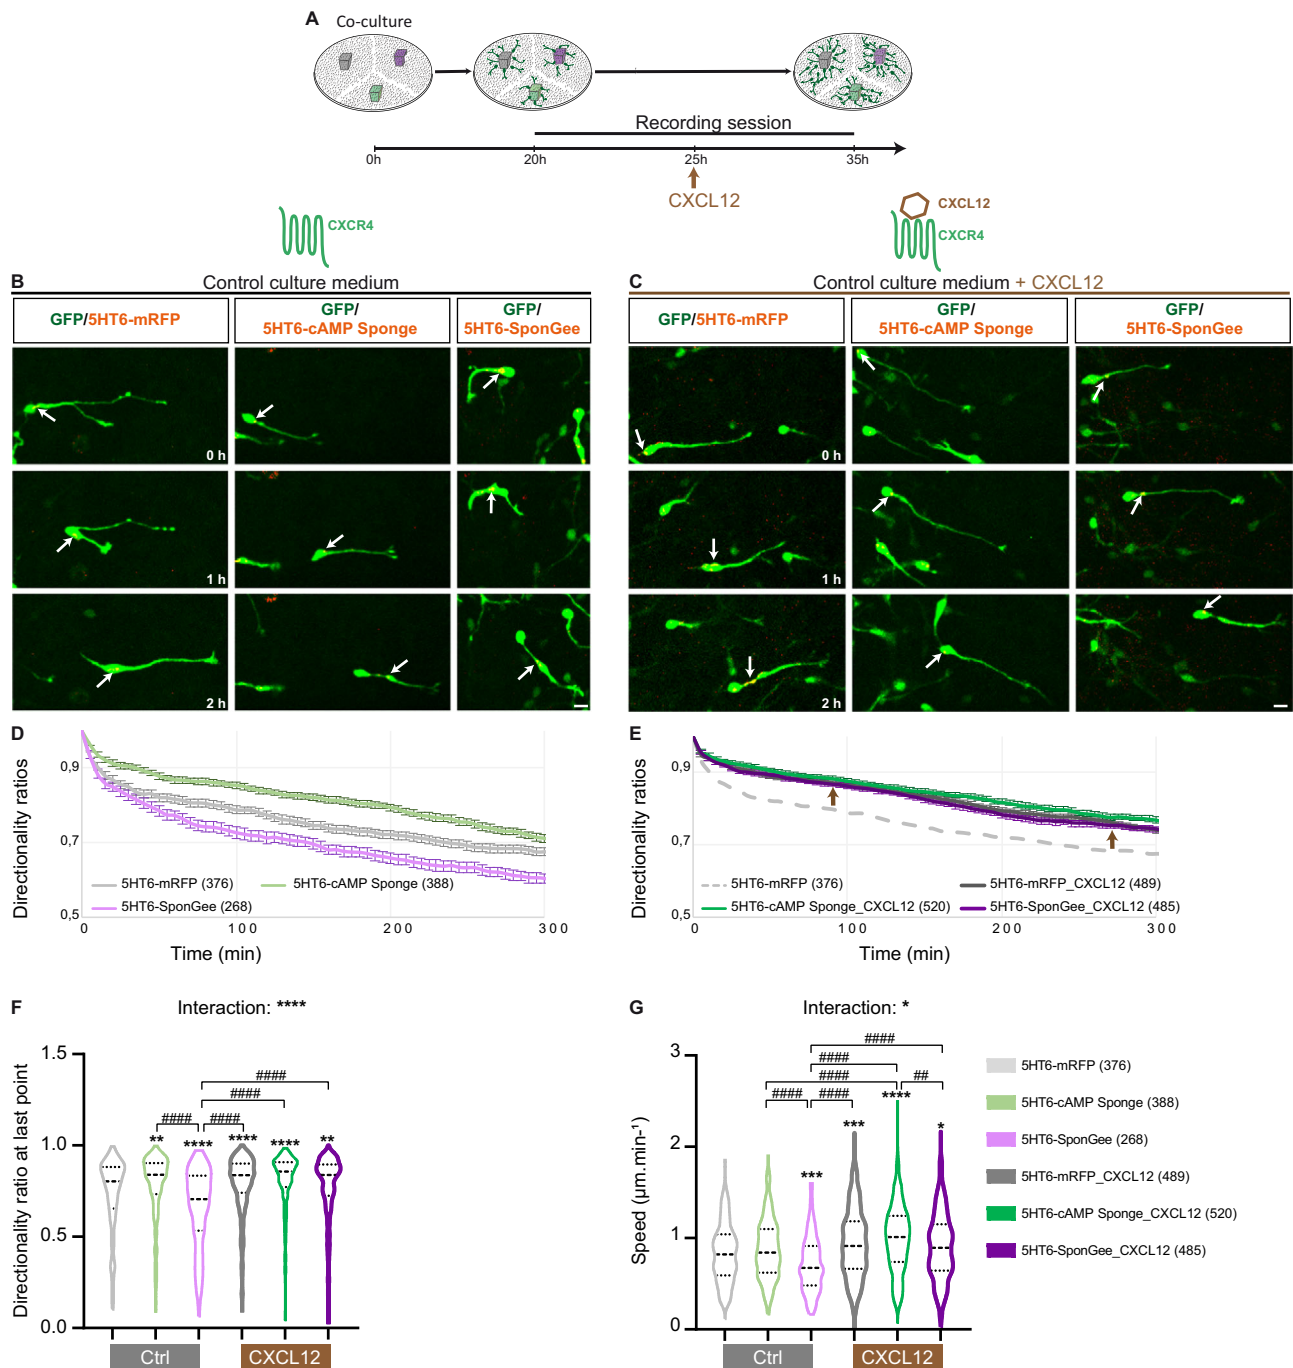 A
Co-culture
Recording session
0h 20h 25h 35h
CXCL12
CXCR4
CXCL12
CXCR4
B Control culture medium
GFP/5HT6-mRFP
GFP/
5HT6-cAMP Sponge
GFP/
5HT6-SponGee
0 h
1 h
2 h
C Control culture medium + CXCL12
GFP/5HT6-mRFP
GFP/
5HT6-cAMP Sponge
GFP/
5HT6-SponGee
0 h
1 h
2 h
D
Directionality ratios
0,9
0,7
0,5
5HT6-mRFP (376) 5HT6-cAMP Sponge (388)
5HT6-SponGee (268)
0 100 200 300
Time (min)
E
Directionality ratios
0,9
0,7
0,5
5HT6-mRFP (376) 5HT6-mRFP_CXCL12 (489)
5HT6-cAMP Sponge_CXCL12 (520) 5HT6-SponGee_CXCL12 (485)
0 100 200 300
Time (min)
F Interaction: ****
Directionality ratio at last point
1.5
1.0
0.5
0.0
####
####
#### ####
** **** **** **** **
Ctrl CXCL12
G Interaction: *
Speed (µm.min-¹)
3
2
1
0
####
####
#### ##
#### ####
*** *** **** *
Ctrl CXCL12
5HT6-mRFP (376)
5HT6-cAMP Sponge (388)
5HT6-SponGee (268)
5HT6-mRFP_CXCL12 (489)
5HT6-cAMP Sponge_CXCL12 (520)
5HT6-SponGee_CXCL12 (485)